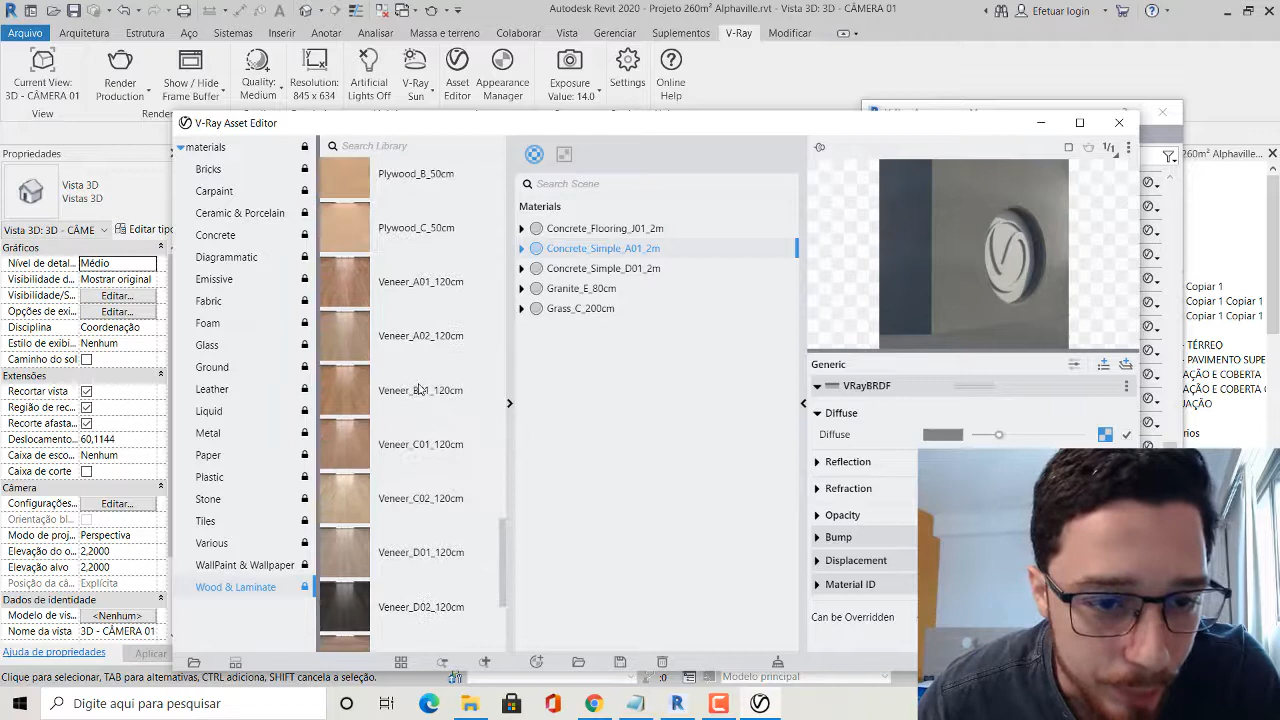 Autodesk Revit 2020 - Projeto 260m² Alphaville.rvt - Vista 3D: 3D - CÂMERA 01
Efetuar login
Arquivo Arquitetura Estrutura Aço Sistemas Inserir Anotar Analisar Massa e terreno Colaborar Vista Gerenciar Suplementos V-Ray Modificar
Current View:
3D - CÂMERA 01
Render
Production
Show / Hide
Frame Buffer
Quality:
Medium
Resolution:
845 x 634
Artificial
Lights Off
V-Ray
Sun
Asset
Editor
Appearance
Manager
Exposure
Value: 14.0
Settings
Online
Help
View
V-Ray Asset Editor
Propriedades
Vista 3D
Vistas 3D
Vista 3D: 3D - CÂME
Editar tipo
Gráficos
Nível de detal... Médio
Visibilidade d... Mostrar original
Visibilidade/S... Editar...
Opções de exi... Editar...
Disciplina Coordenação
Estilo de exibi... Nenhum
Caminho do sol
Extensões
Recortar vista
Região de rec...
Recorte afasta...
Deslocamento... 60,1144
Caixa de esco... Nenhum
Caixa de corte
Câmera
Configurações... Editar...
Orientação bl...
Modo de proj... Perspectiva
Elevação do o... 2,2000
Elevação alvo ... 2,2000
Posição da câ... Explícita
Dados de identidade
Modelo de vis... <Nenhum>
Nome da vista 3D - CÂMERA 01
Ajuda de propriedades
Aplicar
materials
Bricks
Carpaint
Ceramic & Porcelain
Concrete
Diagrammatic
Emissive
Fabric
Foam
Glass
Ground
Leather
Liquid
Metal
Paper
Plastic
Stone
Tiles
Various
Wallpaint & Wallpaper
Wood & Laminate
Search Library
Plywood_B_50cm
Plywood_C_50cm
Veneer_A01_120cm
Veneer_A02_120cm
Veneer_B01_120cm
Veneer_C01_120cm
Veneer_C02_120cm
Veneer_D01_120cm
Veneer_D02_120cm
Search Scene
Materials
Concrete_Flooring_J01_2m
Concrete_Simple_A01_2m
Concrete_Simple_D01_2m
Granite_E_80cm
Grass_C_200cm
1/1
Generic
VRayBRDF
Diffuse
Diffuse
Reflection
Refraction
Opacity
Bump
Displacement
Material ID
Can be Overridden
260m² Alphaville...
Copiar 1
Copiar 1 Copiar 1
Copiar 1 Copiar 1
TÉRREO
PAVIMENTO SUPE
AÇÃO E COBERTA
AÇÃO E COBERTA
Clique para selecionar, TAB para alternativas, CTRL adiciona, SHIFT cancela a seleção.
:0
Modelo principal
Digite aqui para pesquisar